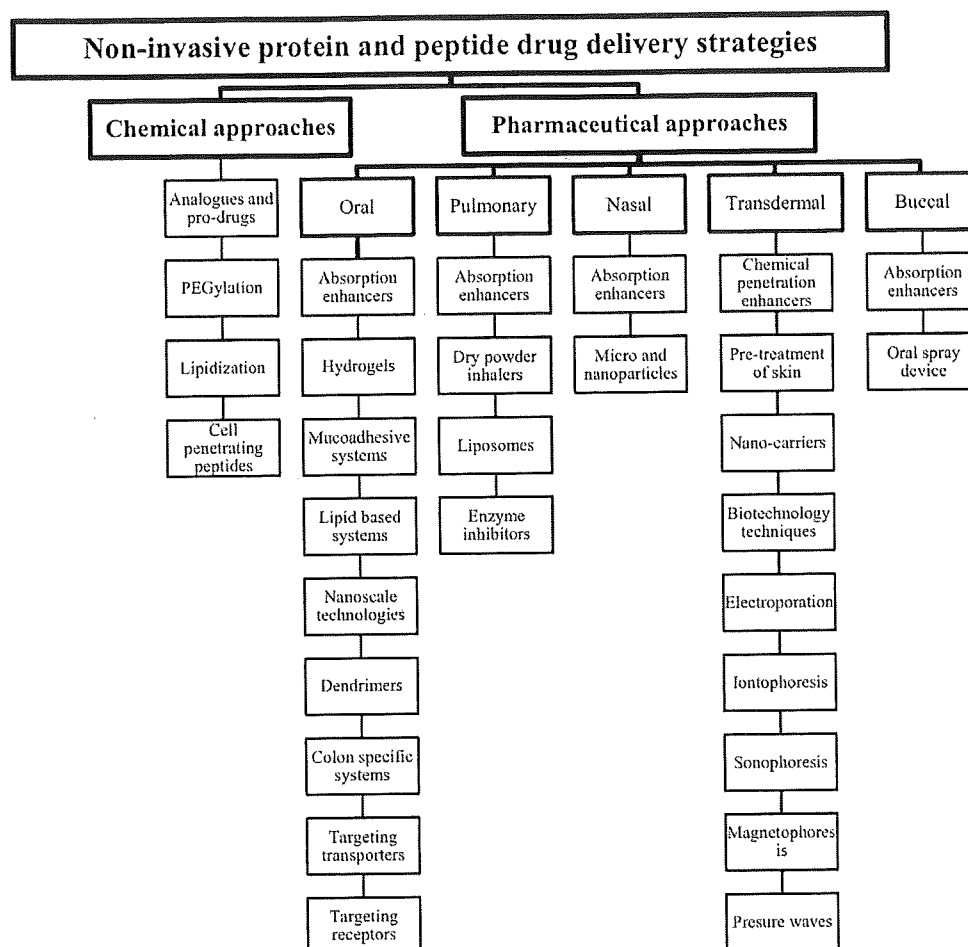 Non-invasive protein and peptide drug delivery strategies
Chemical approaches
Pharmaceutical approaches
Analogues and
pro-drugs
PEGylation
Lipidization
Cell
penetrating
peptides
Oral
Absorption
enhancers
Hydrogels
Mucoadhesive
systems
Lipid based
systems
Nanoscale
technologies
Dendrimers
Colon specific
systems
Targeting
transporters
Targeting
receptors
Pulmonary
Absorption
enhancers
Dry powder
inhalers
Liposomes
Enzyme
inhibitors
Nasal
Absorption
enhancers
Micro and
nanoparticles
Transdermal
Chemical
penetration
enhancers
Pre-treatment
of skin
Nano-carriers
Biotechnology
techniques
Electroporation
Iontophoresis
Sonophoresis
Magnetophores
is
Presure waves
Buccal
Absorption
enhancers
Oral spray
device